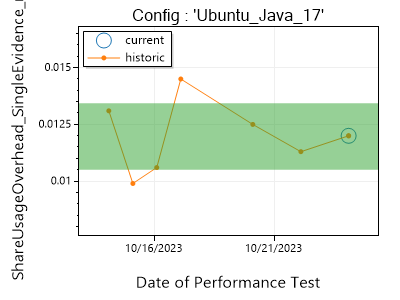 Config : 'Ubuntu_Java_17'
current
historic
0.015
0.0125
0.01
ShareUsageOverhead_SingleEvidence_
10/16/2023
10/21/2023
Date of Performance Test